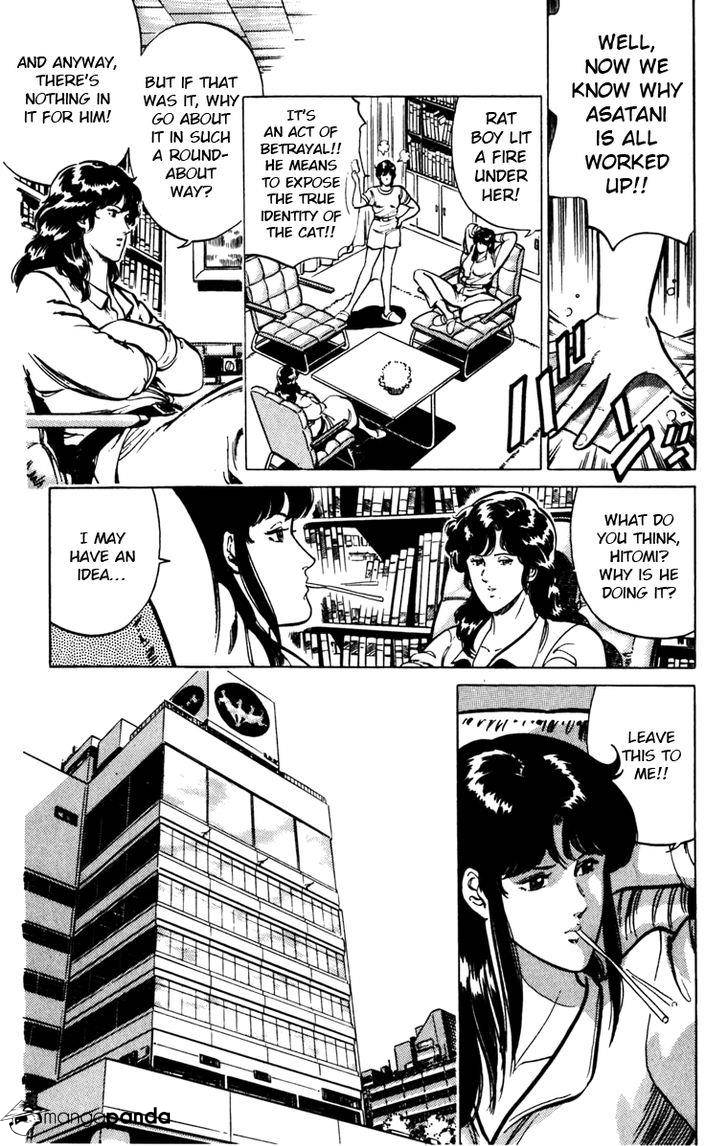 WELL,
NOW WE
KNOW WHY
ASATANI
IS ALL
WORKED
UP!!
RAT
BOY LIT
A FIRE
UNDER
HER!
IT'S
AN ACT OF
BETRAYAL!!
HE MEANS
TO EXPOSE
THE TRUE
IDENTITY OF
THE CAT!!
BUT IF THAT
WAS IT, WHY
GO ABOUT
IT IN SUCH
A ROUND-
ABOUT
WAY?
AND ANYWAY,
THERE'S
NOTHING IN
IT FOR HIM!
WHAT DO
YOU THINK,
HITOMI?
WHY IS HE
DOING IT?
I MAY
HAVE AN
IDEA...
LEAVE
THIS TO
ME!!
mangapanda